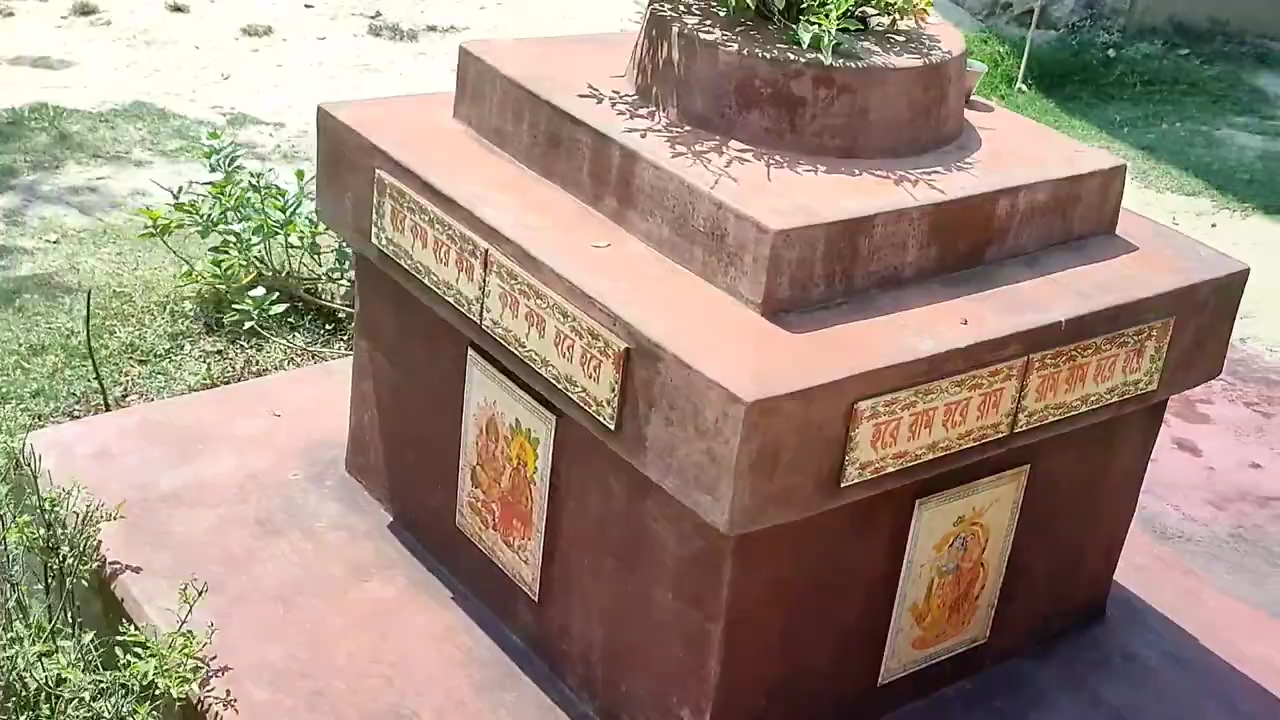 হরে কৃষ্ণ হরে কৃষ্ণ
কৃষ্ণ কৃষ্ণ হরে হরে
হরে রাম হরে রাম
রাম রাম হরে হরে